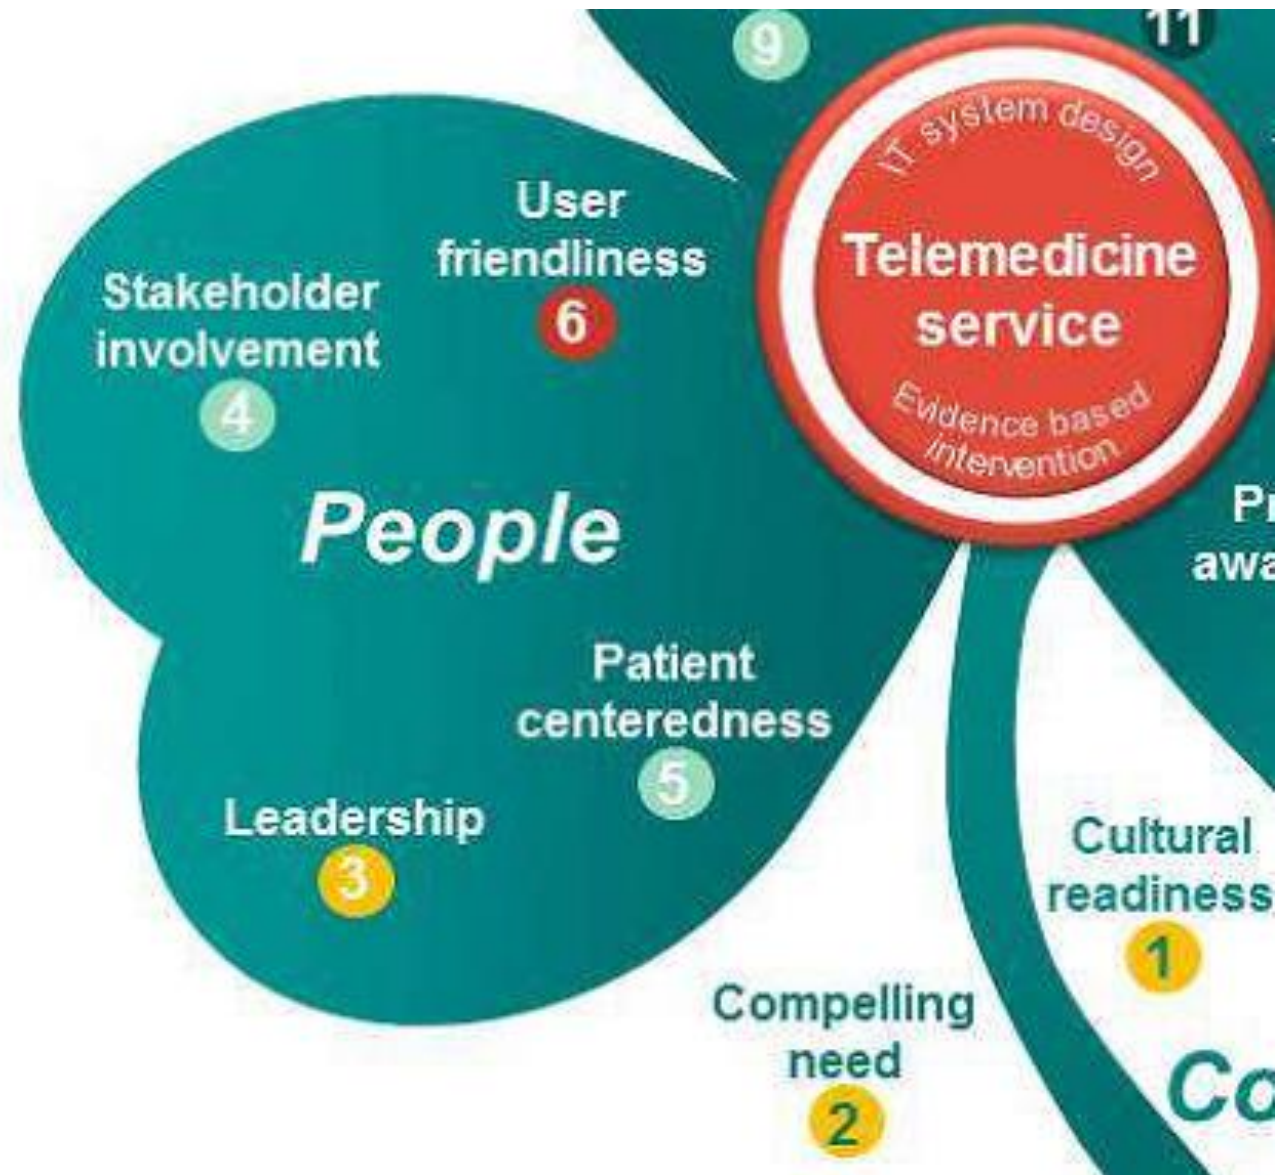 9
11
IT system design
Telemedicine
service
Evidence based
intervention
User
friendliness
6
Stakeholder
involvement
4
People
Patient
centeredness
5
Leadership
3
Cultural
readiness
1
Compelling
need
2